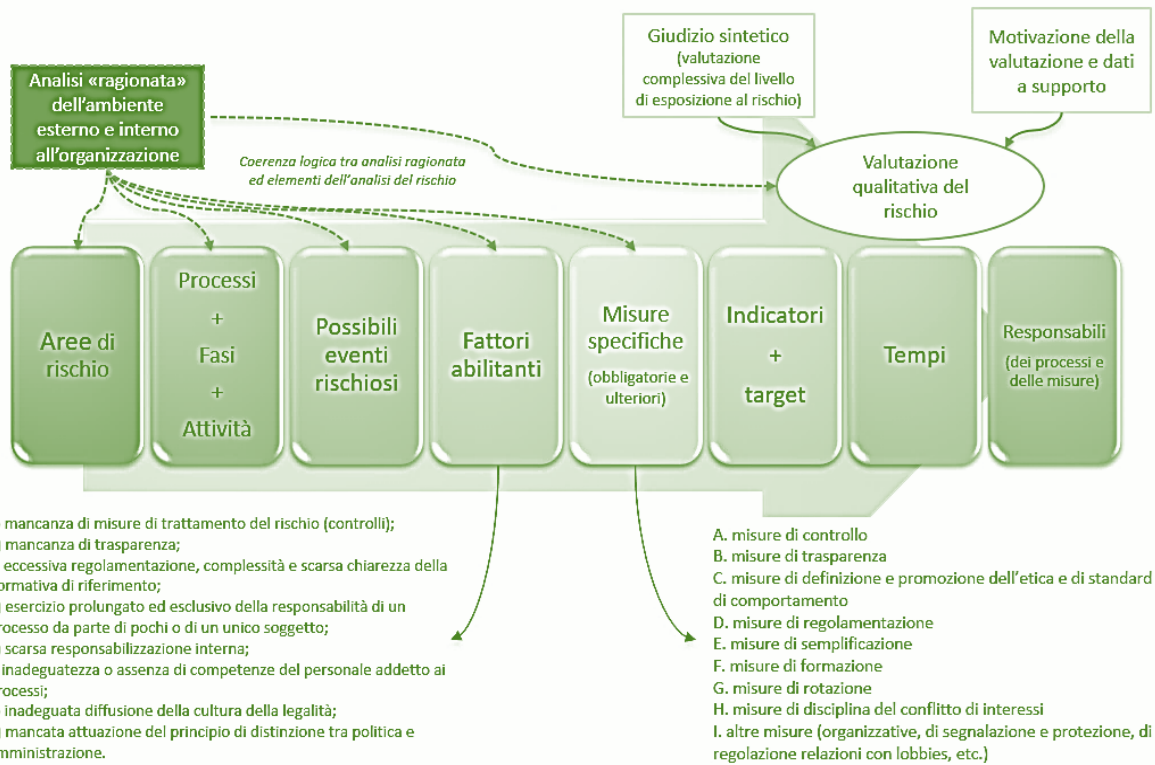 Giudizio sintetico
(valutazione
complessiva del livello
di esposizione al rischio)
Motivazione della
valutazione e dati
a supporto
Analisi «ragionata»
dell'ambiente
esterno e interno
all'organizzazione
Coerenza logica tra analisi ragionata
ed elementi dell'analisi del rischio
Valutazione
qualitativa del
rischio
Aree di
rischio
Processi
+
Fasi
+
Attività
Possibili
eventi
rischiosi
Fattori
abilitanti
Misure
specifiche
(obbligatorie e
ulteriori)
Indicatori
+
target
Tempi
Responsabili
(dei processi e
delle misure)
mancanza di misure di trattamento del rischio (controlli);
mancanza di trasparenza;
eccessiva regolamentazione, complessità e scarsa chiarezza della
ormativa di riferimento;
esercizio prolungato ed esclusivo della responsabilità di un
rocesso da parte di pochi o di un unico soggetto;
scarsa responsabilizzazione interna;
inadeguatezza o assenza di competenze del personale addetto ai
rocessi;
inadeguata diffusione della cultura della legalità;
mancata attuazione del principio di distinzione tra politica e
mministrazione.
A. misure di controllo
B. misure di trasparenza
C. misure di definizione e promozione dell'etica e di standard
di comportamento
D. misure di regolamentazione
E. misure di semplificazione
F. misure di formazione
G. misure di rotazione
H. misure di disciplina del conflitto di interessi
I. altre misure (organizzative, di segnalazione e protezione, di
regolazione relazioni con lobbies, etc.)